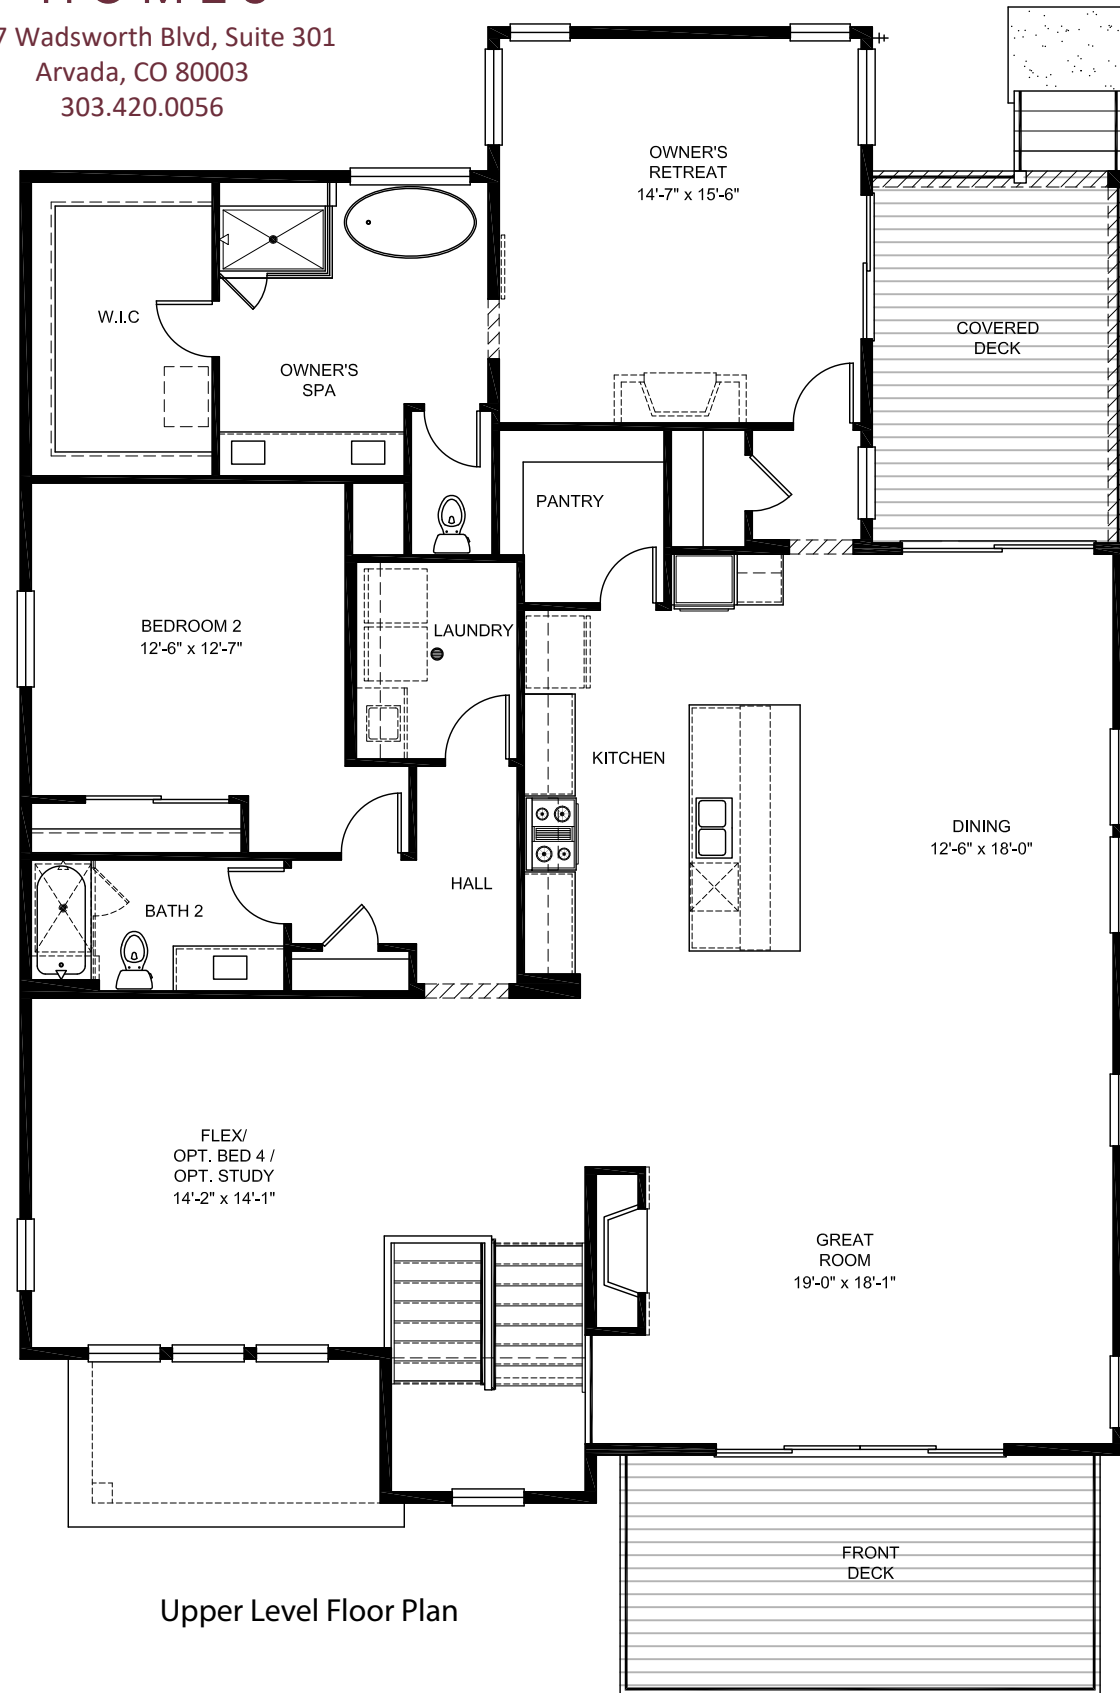 7 Wadsworth Blvd, Suite 301
Arvada, CO 80003
303.420.0056
OWNER'S
RETREAT
14'-7" x 15'-6"
W.I.C
OWNER'S
SPA
COVERED
DECK
PANTRY
BEDROOM 2
12'-6" x 12'-7"
LAUNDRY
KITCHEN
DINING
12'-6" x 18'-0"
HALL
BATH 2
FLEX/
OPT. BED 4 /
OPT. STUDY
14'-2" x 14'-1"
GREAT
ROOM
19'-0" x 18'-1"
FRONT
DECK
Upper Level Floor Plan